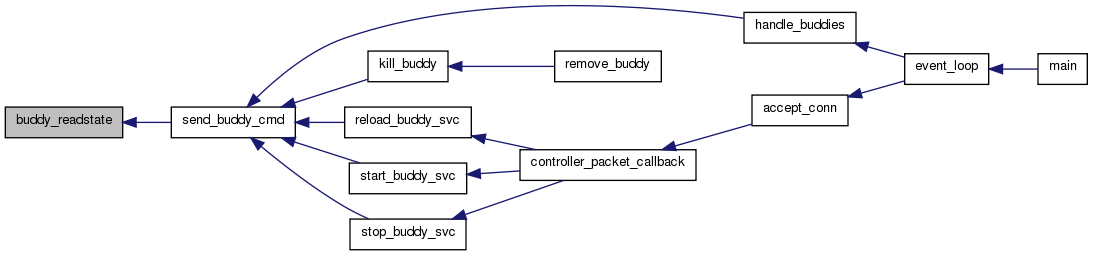 handle_buddies
kill_buddy
remove_buddy
event_loop
main
accept_conn
buddy_readstate
send_buddy_cmd
reload_buddy_svc
controller_packet_callback
start_buddy_svc
stop_buddy_svc